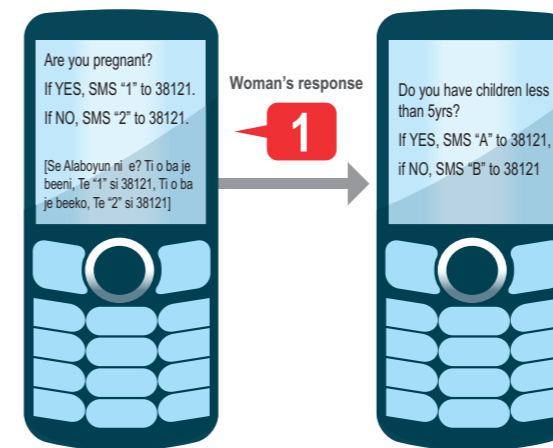 Are you pregnant?
If YES, SMS “1” to 38121.
If NO, SMS “2” to 38121.
[Se Alaboyun ni e? Ti o ba je
beeni, Te “1” si 38121, Ti o ba
je beeko, Te “2” si 38121]
Woman’s response
1
Do you have children less
than 5yrs?
If YES, SMS “A” to 38121,
if NO, SMS “B” to 38121